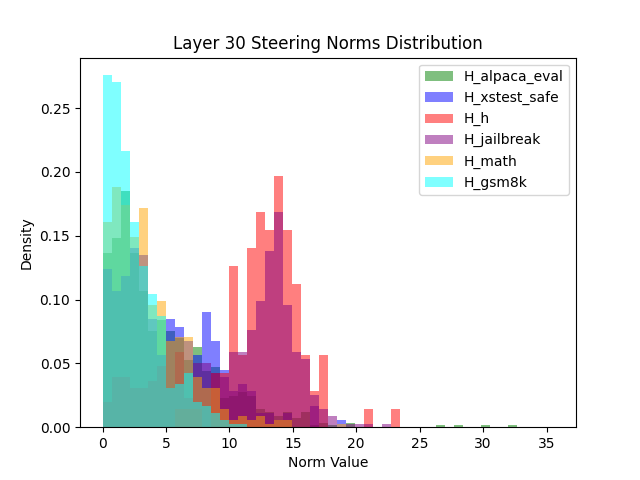 Layer 30 Steering Norms Distribution
H_alpaca_eval
H_xstest_safe
H_h
H_jailbreak
H_math
H_gsm8k
Density
0.25
0.20
0.15
0.10
0.05
0.00
0 5 10 15 20 25 30 35
Norm Value